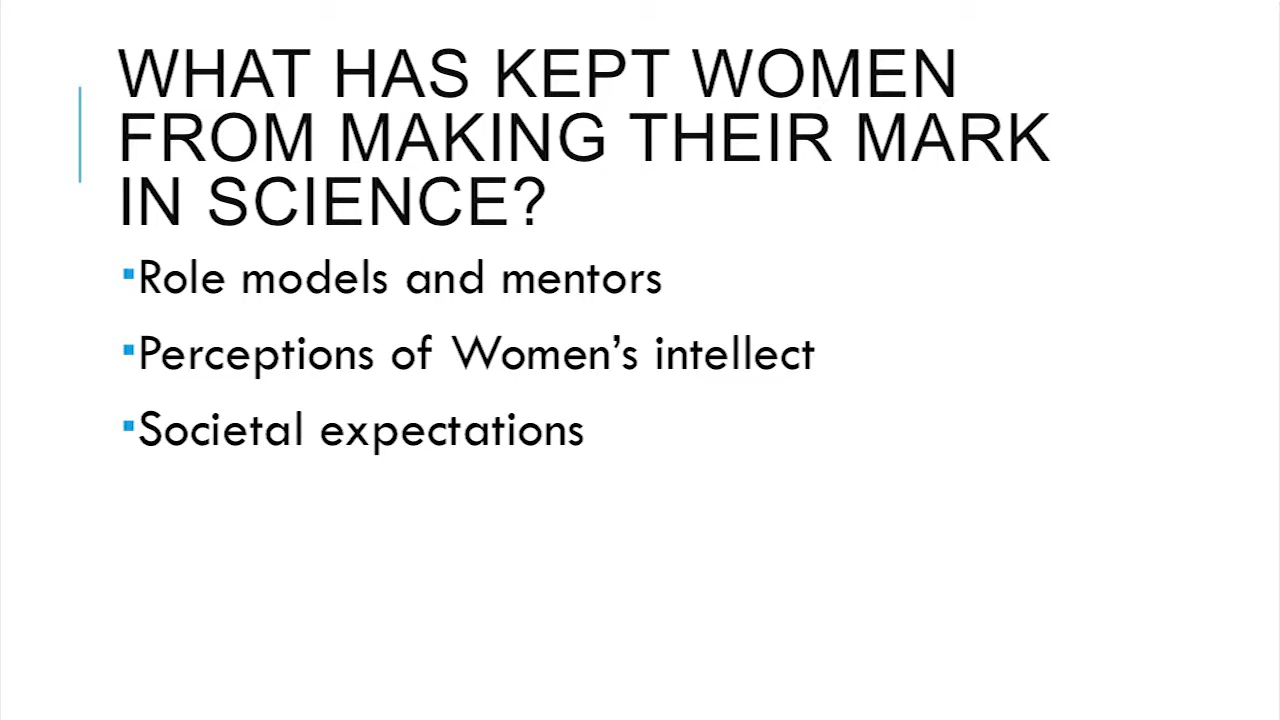 WHAT HAS KEPT WOMEN
FROM MAKING THEIR MARK
IN SCIENCE?
▪Role models and mentors
▪Perceptions of Women’s intellect
▪Societal expectations